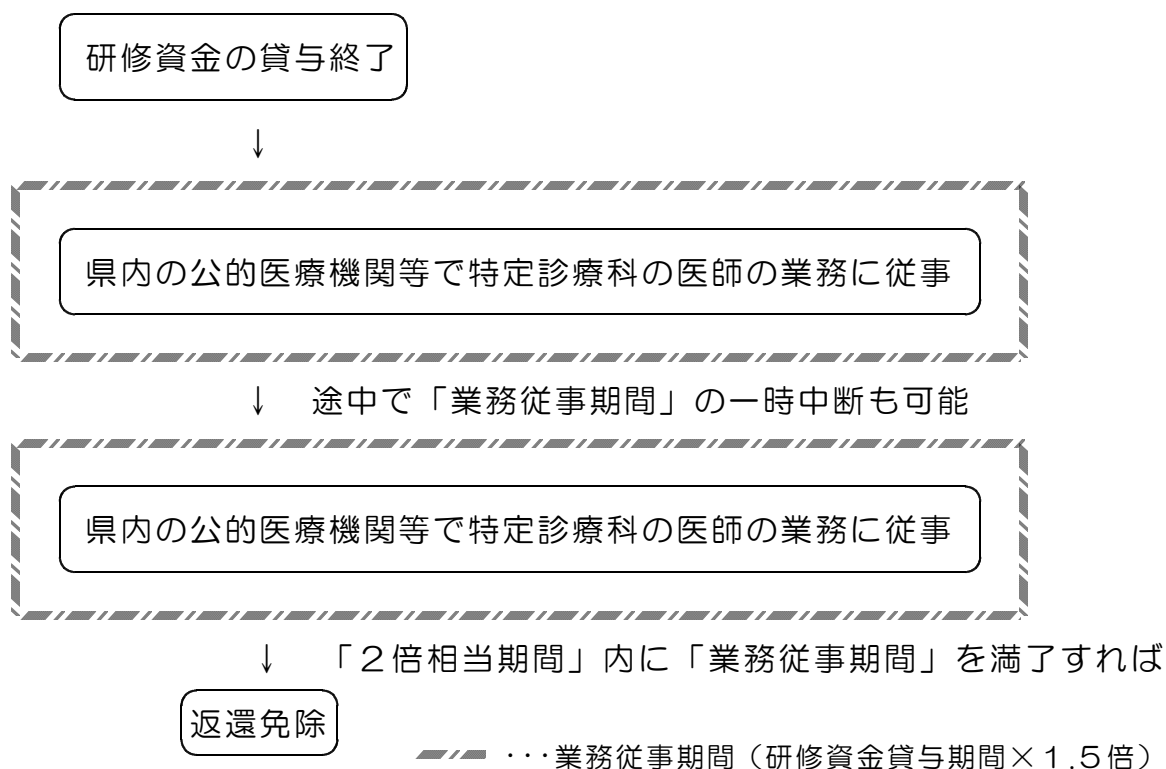 研修資金の貸与終了
↓
県内の公的医療機関等で特定診療科の医師の業務に従事
↓ 途中で「業務従事期間」の一時中断も可能
県内の公的医療機関等で特定診療科の医師の業務に従事
↓ 「２倍相当期間」内に「業務従事期間」を満了すれば
返還免除
･･･業務従事期間（研修資金貸与期間×１.５倍）